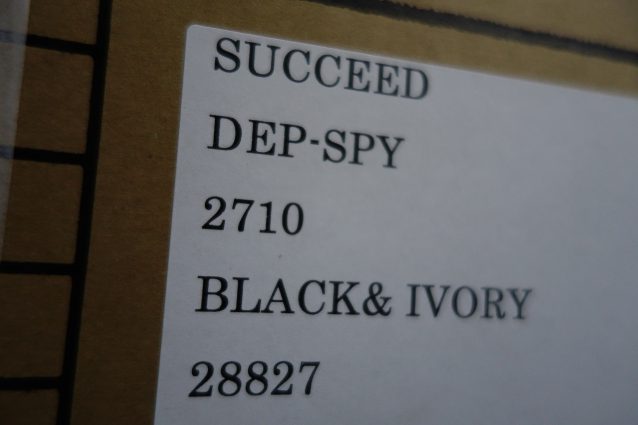 SUCCEED
DEP-SPY
2710
BLACK& IVORY
28827